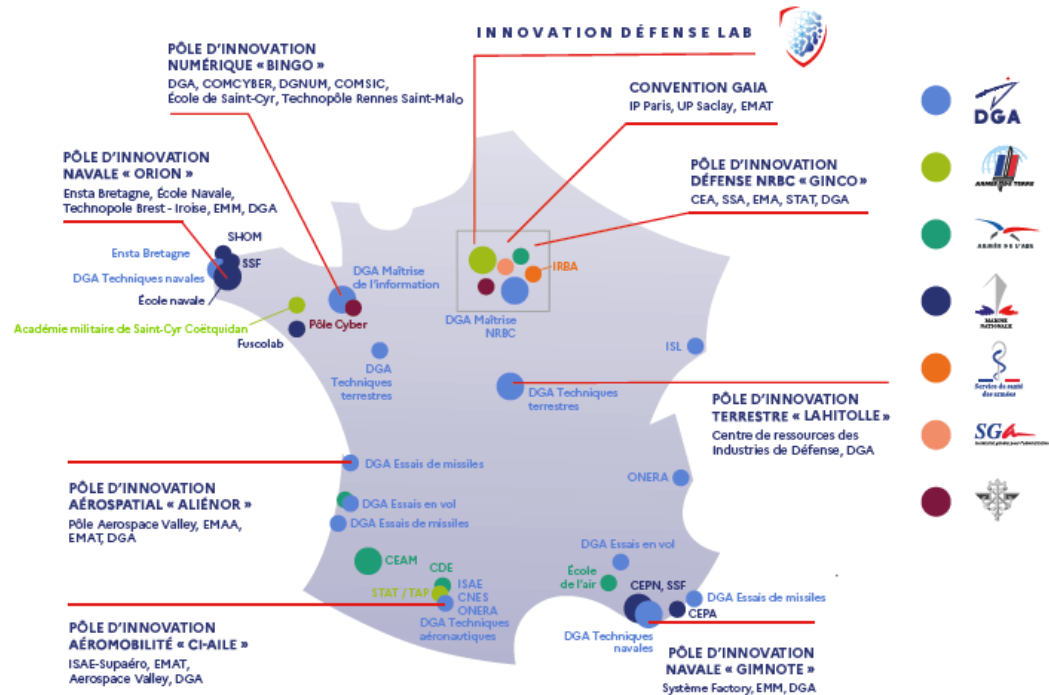 INNOVATION DÉFENSE LAB
PÔLE D'INNOVATION
NUMÉRIQUE « BINGO »
DGA, COMCYBER, DGNUM, COMSIC,
École de Saint-Cyr, Technopôle Rennes Saint-Malo
CONVENTION GAIA
IP Paris, UP Saclay, EMAT
PÔLE D'INNOVATION
NAVALE « ORION »
Ensta Bretagne, École Navale,
Technopole Brest - Iroise, EMM, DGA
PÔLE D'INNOVATION
DÉFENSE NRBC « GINCO »
CEA, SSA, EMA, STAT, DGA
SHOM
Ensta Bretagne
SSF
DGA Techniques navales
École navale
DGA Maîtrise
de l'information
IRBA
Académie militaire de Saint-Cyr Coëtquidan
Pôle Cyber
Fuscolab
DGA Maîtrise
NRBC
ISL
DGA
Techniques
terrestres
DGA Techniques
terrestres
PÔLE D'INNOVATION
TERRESTRE « LAHITOLLE »
Centre de ressources des
Industries de Défense, DGA
DGA Essais de missiles
ONERA
PÔLE D'INNOVATION
AÉROSPATIAL « ALIÉNOR »
Pôle Aerospace Valley, EMAA,
EMAT, DGA
DGA Essais en vol
DGA Essais de missiles
DGA Essais en vol
CEAM
CDE
École
de l'air
STAT / TAP
ISAE
CNES
ONERA
DGA Techniques
aéronautiques
CEPN, SSF
DGA Essais de missiles
CEPA
DGA Techniques
navales
PÔLE D'INNOVATION
AÉROMOBILITÉ « CI-AILE »
ISAE-Supaéro, EMAT,
Aerospace Valley, DGA
PÔLE D'INNOVATION
NAVALE « GIMNOTE »
Système Factory, EMM, DGA
DGA
ARMÉE DE TERRE
ARMÉE DE L'AIR
MARINE
NATIONALE
Service de santé
des armées
SGA